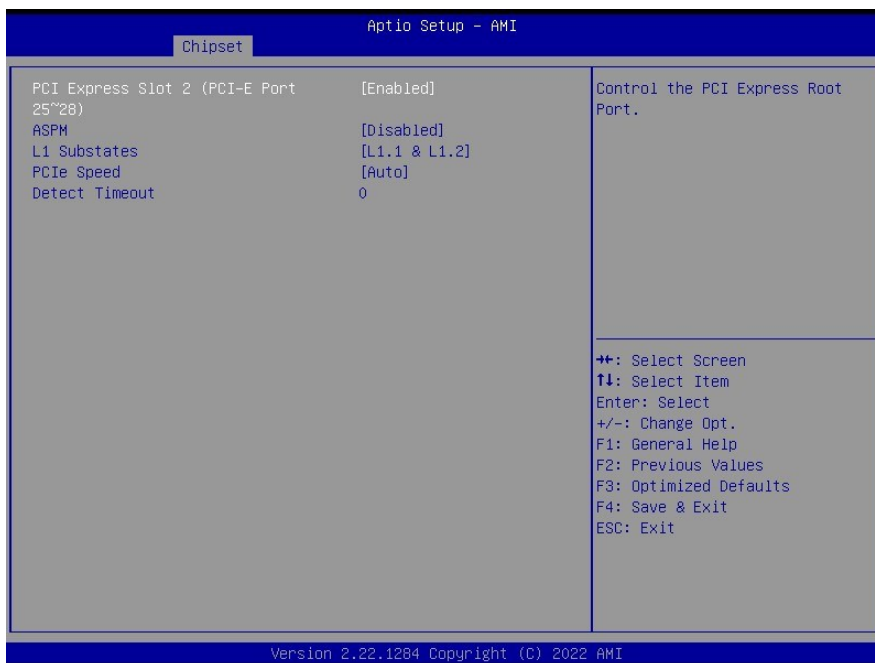 Aptio Setup - AMI
Chipset
PCI Express Slot 2 (PCI-E Port [Enabled]
25~28)
ASPM [Disabled]
L1 Substates [L1.1 & L1.2]
PCIe Speed [Auto]
Detect Timeout 0
Control the PCI Express Root
Port.
→←: Select Screen
↑↓: Select Item
Enter: Select
+/-: Change Opt.
F1: General Help
F2: Previous Values
F3: Optimized Defaults
F4: Save & Exit
ESC: Exit
Version 2.22.1284 Copyright (C) 2022 AMI